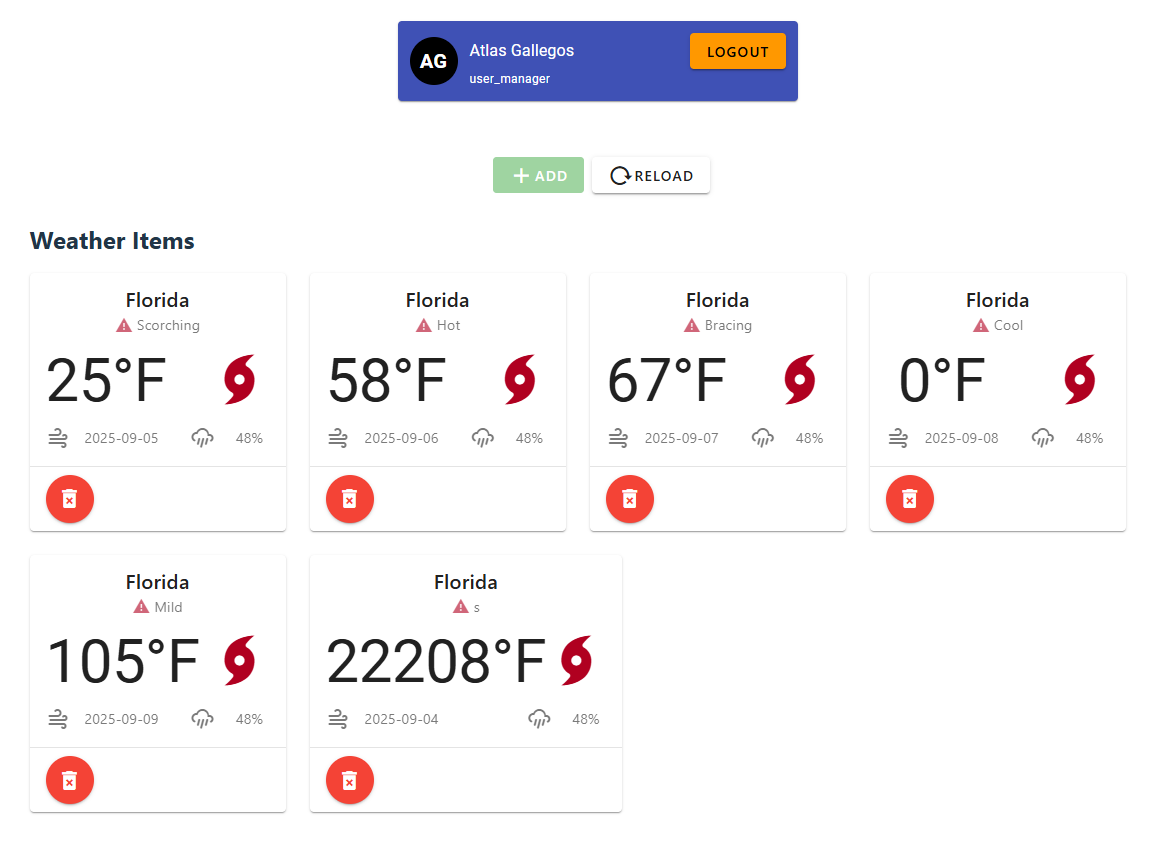 AG
Atlas Gallegos
user_manager
LOGOUT
ADD
RELOAD
Weather Items
Florida
Scorching
25°F
2025-09-05 48%
Florida
Hot
58°F
2025-09-06 48%
Florida
Bracing
67°F
2025-09-07 48%
Florida
Cool
0°F
2025-09-08 48%
Florida
Mild
105°F
2025-09-09 48%
Florida
s
22208°F
2025-09-04 48%